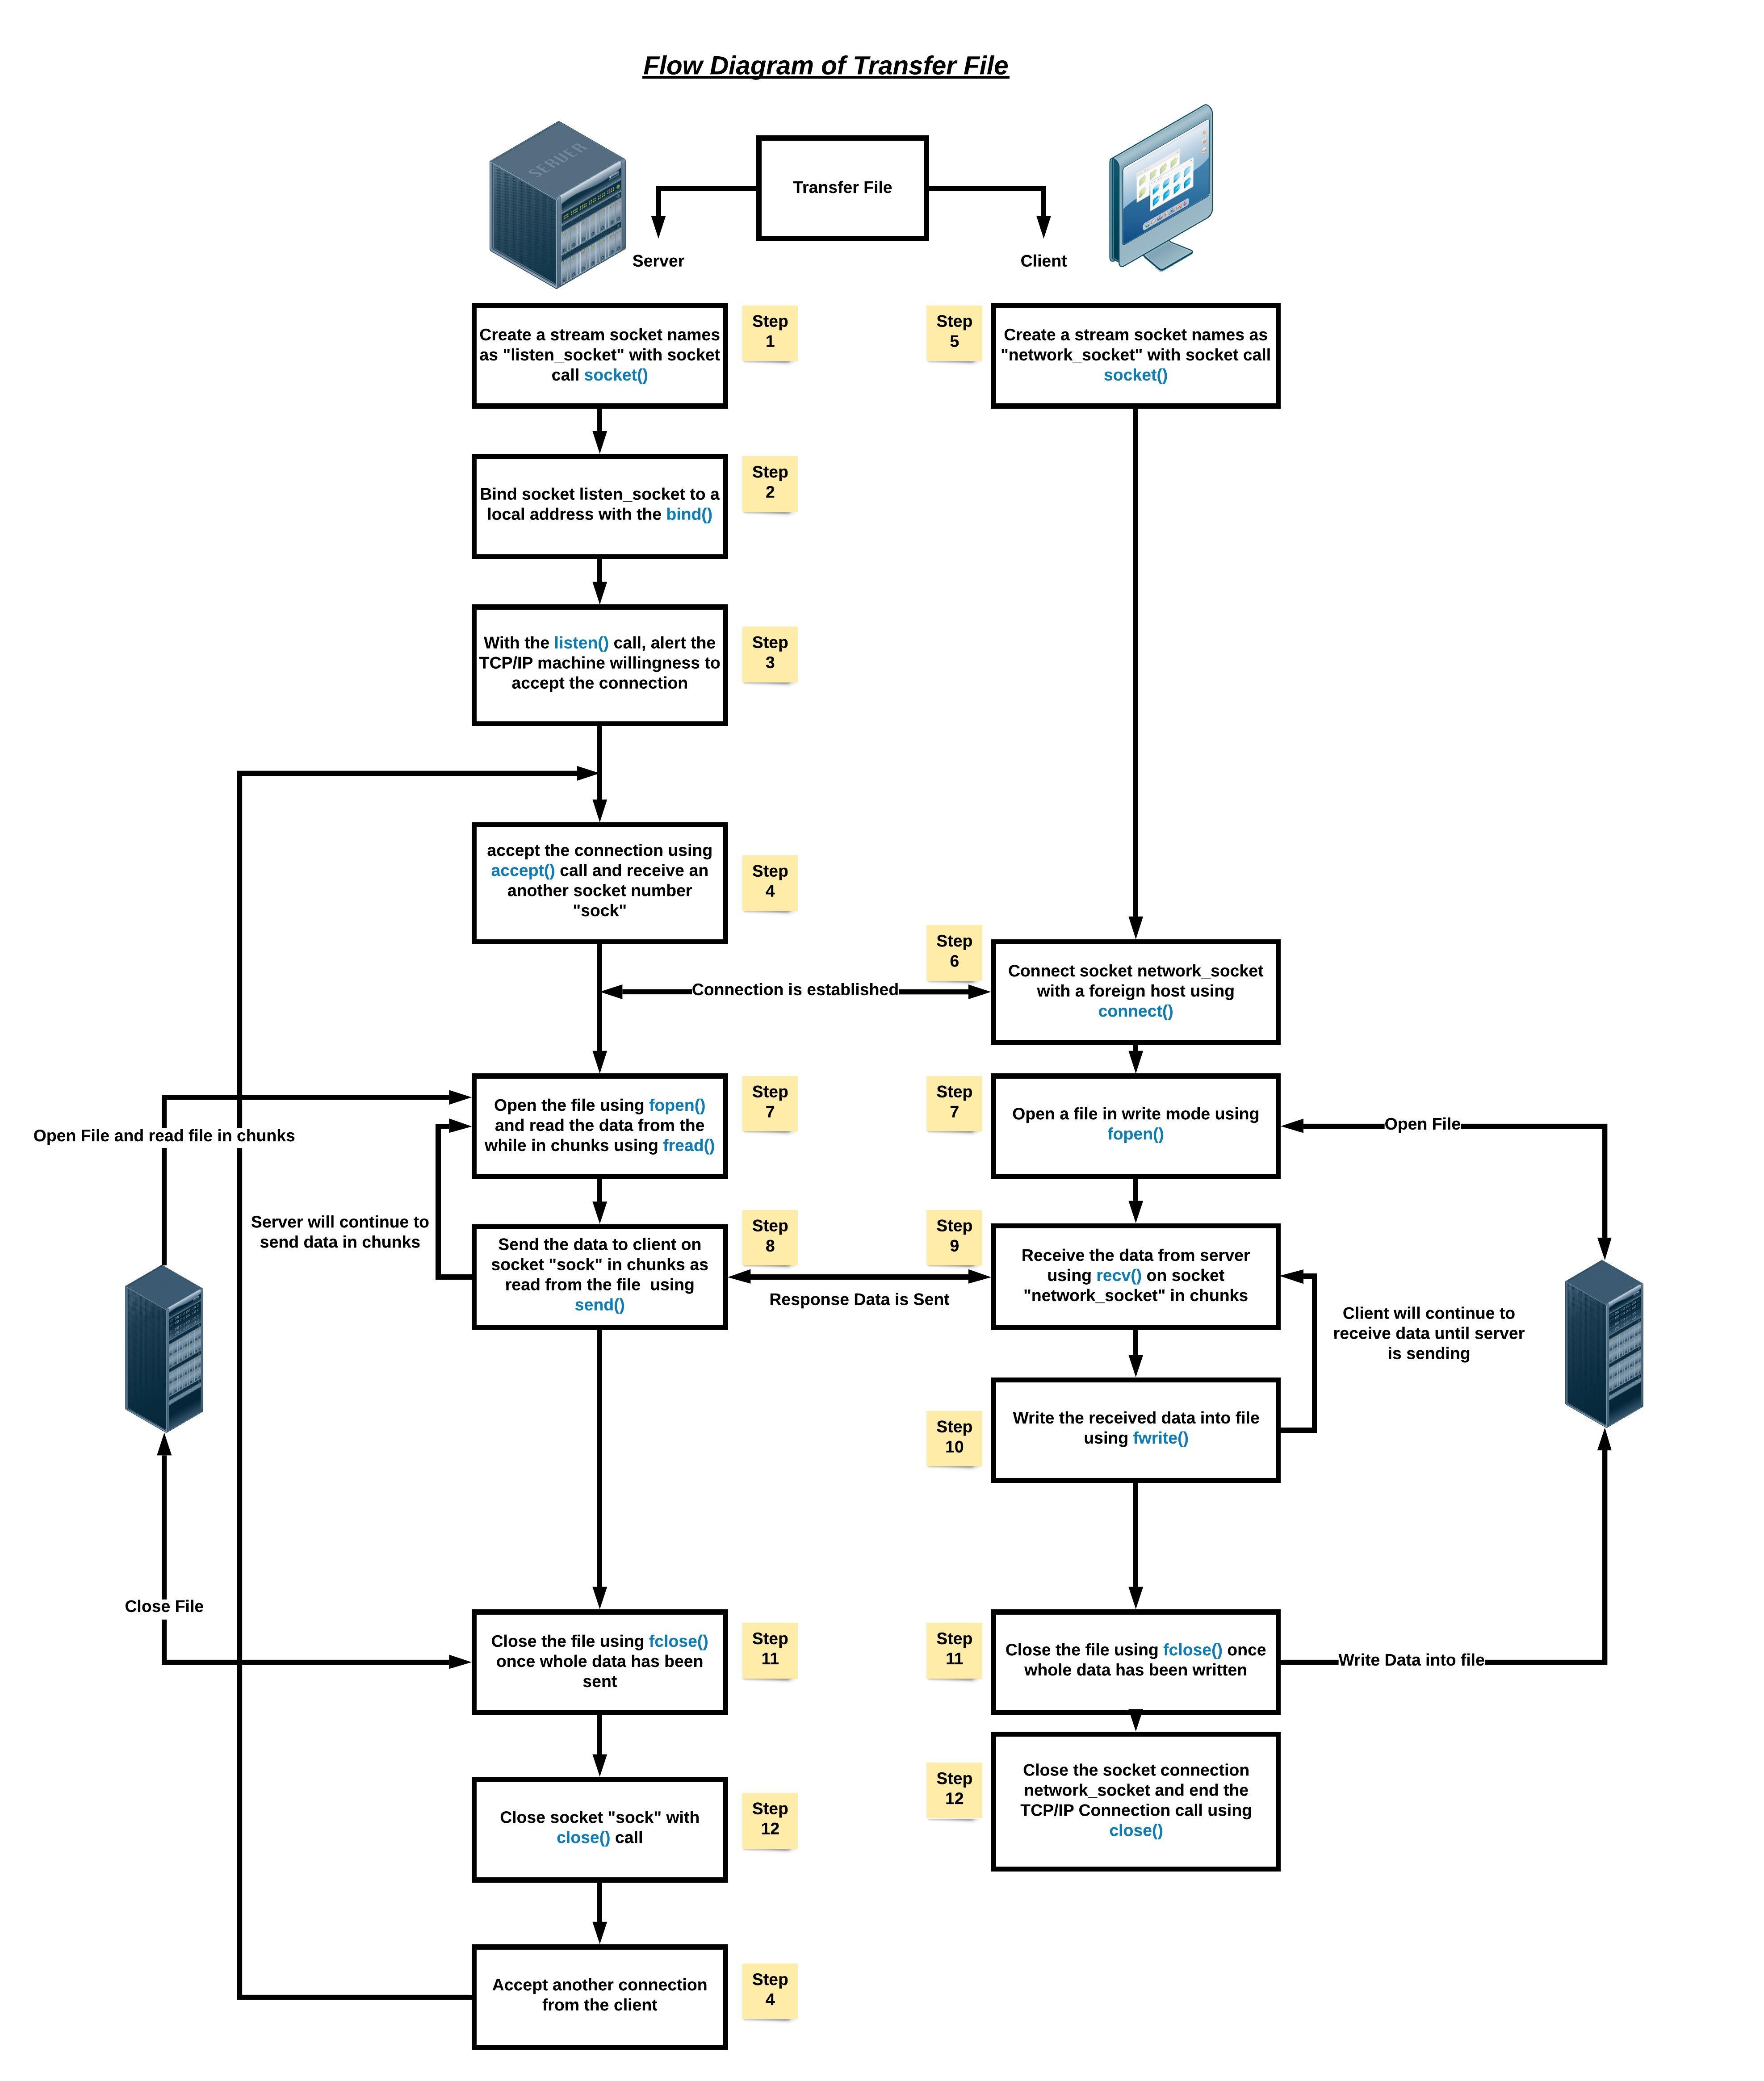 Flow Diagram of Transfer File
SERVER
Transfer File
Server
Client
Create a stream socket names
as "listen_socket" with socket
call socket()
Step
1
Step
5
Create a stream socket names as
"network_socket" with socket call
socket()
Bind socket listen_socket to a
local address with the bind()
Step
2
With the listen() call, alert the
TCP/IP machine willingness to
accept the connection
Step
3
accept the connection using
accept() call and receive an
another socket number
"sock"
Step
4
Step
6
Connect socket network_socket
with a foreign host using
connect()
Connection is established
Open the file using fopen()
and read the data from the
while in chunks using fread()
Step
7
Step
7
Open a file in write mode using
fopen()
Open File
Open File and read file in chunks
Server will continue to
send data in chunks
Send the data to client on
socket "sock" in chunks as
read from the file  using
send()
Step
8
Step
9
Response Data is Sent
Receive the data from server
using recv() on socket
"network_socket" in chunks
Client will continue to
receive data until server
is sending
Step
10
Write the received data into file
using fwrite()
Close File
Close the file using fclose()
once whole data has been
sent
Step
11
Step
11
Close the file using fclose() once
whole data has been written
Write Data into file
Close socket "sock" with
close() call
Step
12
Step
12
Close the socket connection
network_socket and end the
TCP/IP Connection call using
close()
Accept another connection
from the client
Step
4